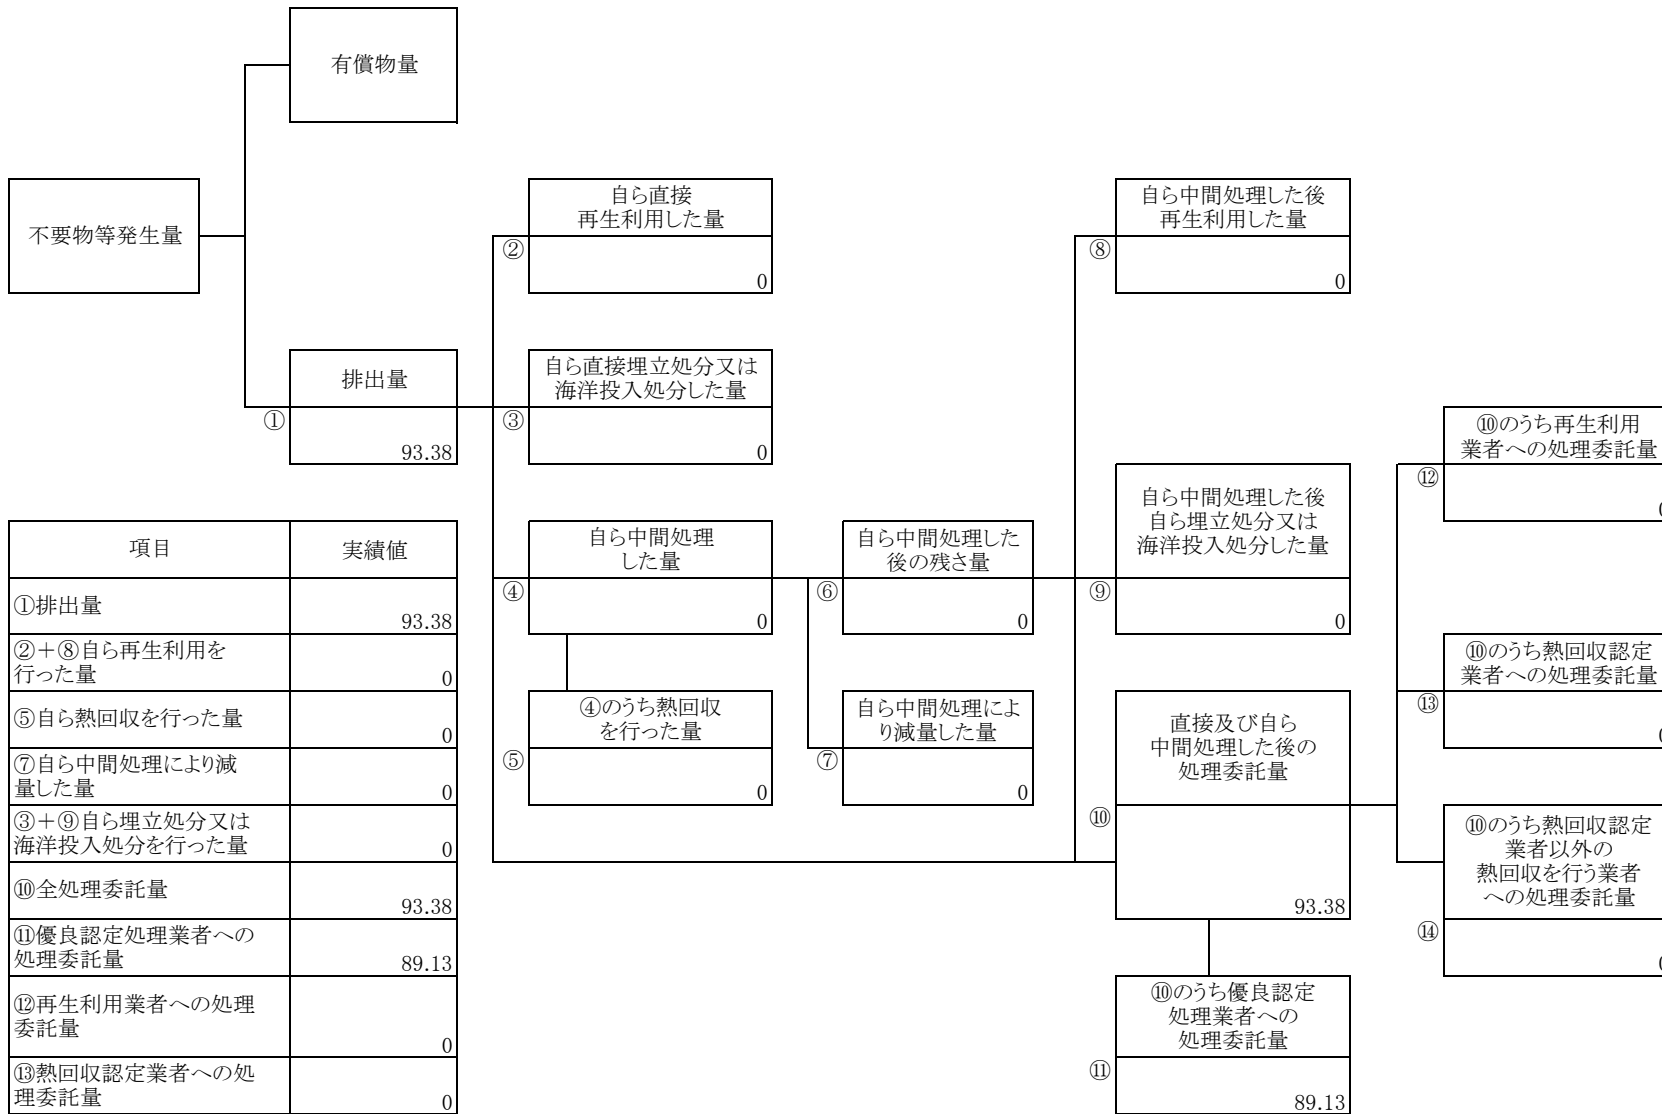 有償物量
不要物等発生量
排出量
①
93.38
自ら直接
再生利用した量
②
0
自ら直接埋立処分又は
海洋投入処分した量
③
0
自ら中間処理
した量
④
0
④のうち熱回収
を行った量
⑤
0
自ら中間処理した
後の残さ量
⑥
0
自ら中間処理によ
り減量した量
⑦
0
自ら中間処理した後
再生利用した量
⑧
0
自ら中間処理した後
自ら埋立処分又は
海洋投入処分した量
⑨
0
直接及び自ら
中間処理した後の
処理委託量
⑩
93.38
⑩のうち優良認定
処理業者への
処理委託量
⑪
89.13
⑩のうち再生利用
業者への処理委託量
⑫
⑩のうち熱回収認定
業者への処理委託量
⑬
⑩のうち熱回収認定
業者以外の
熱回収を行う業者
への処理委託量
⑭
項目 実績値
①排出量 93.38
②+⑧自ら再生利用を
行った量 0
⑤自ら熱回収を行った量 0
⑦自ら中間処理により減
量した量 0
③+⑨自ら埋立処分又は
海洋投入処分を行った量 0
⑩全処理委託量 93.38
⑪優良認定処理業者への
処理委託量 89.13
⑫再生利用業者への処理
委託量 0
⑬熱回収認定業者への処
理委託量 0